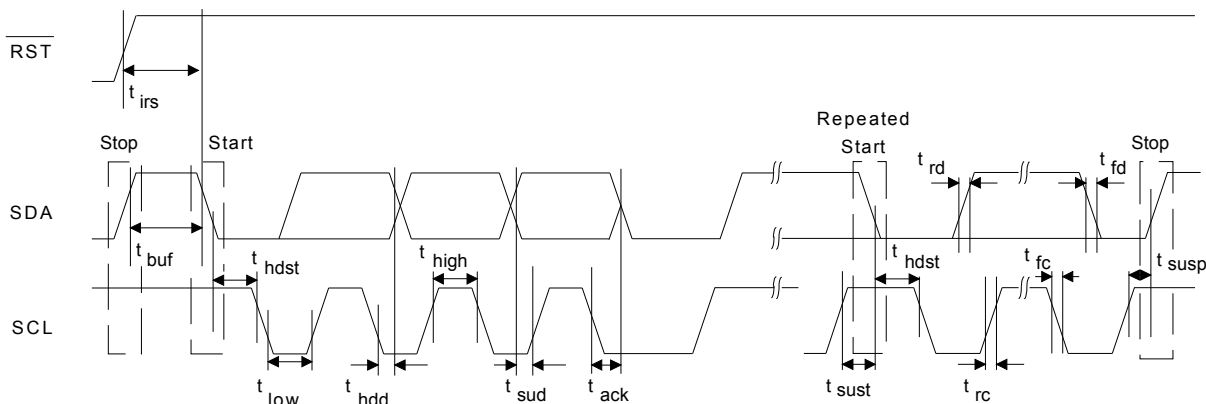 RST
t irs
Repeated
Stop Start Start Stop
t rd t fd
SDA
t buf t hdst t high t hdst t fc t susp
SCL
t low t hdd t sud t ack t sust t rc